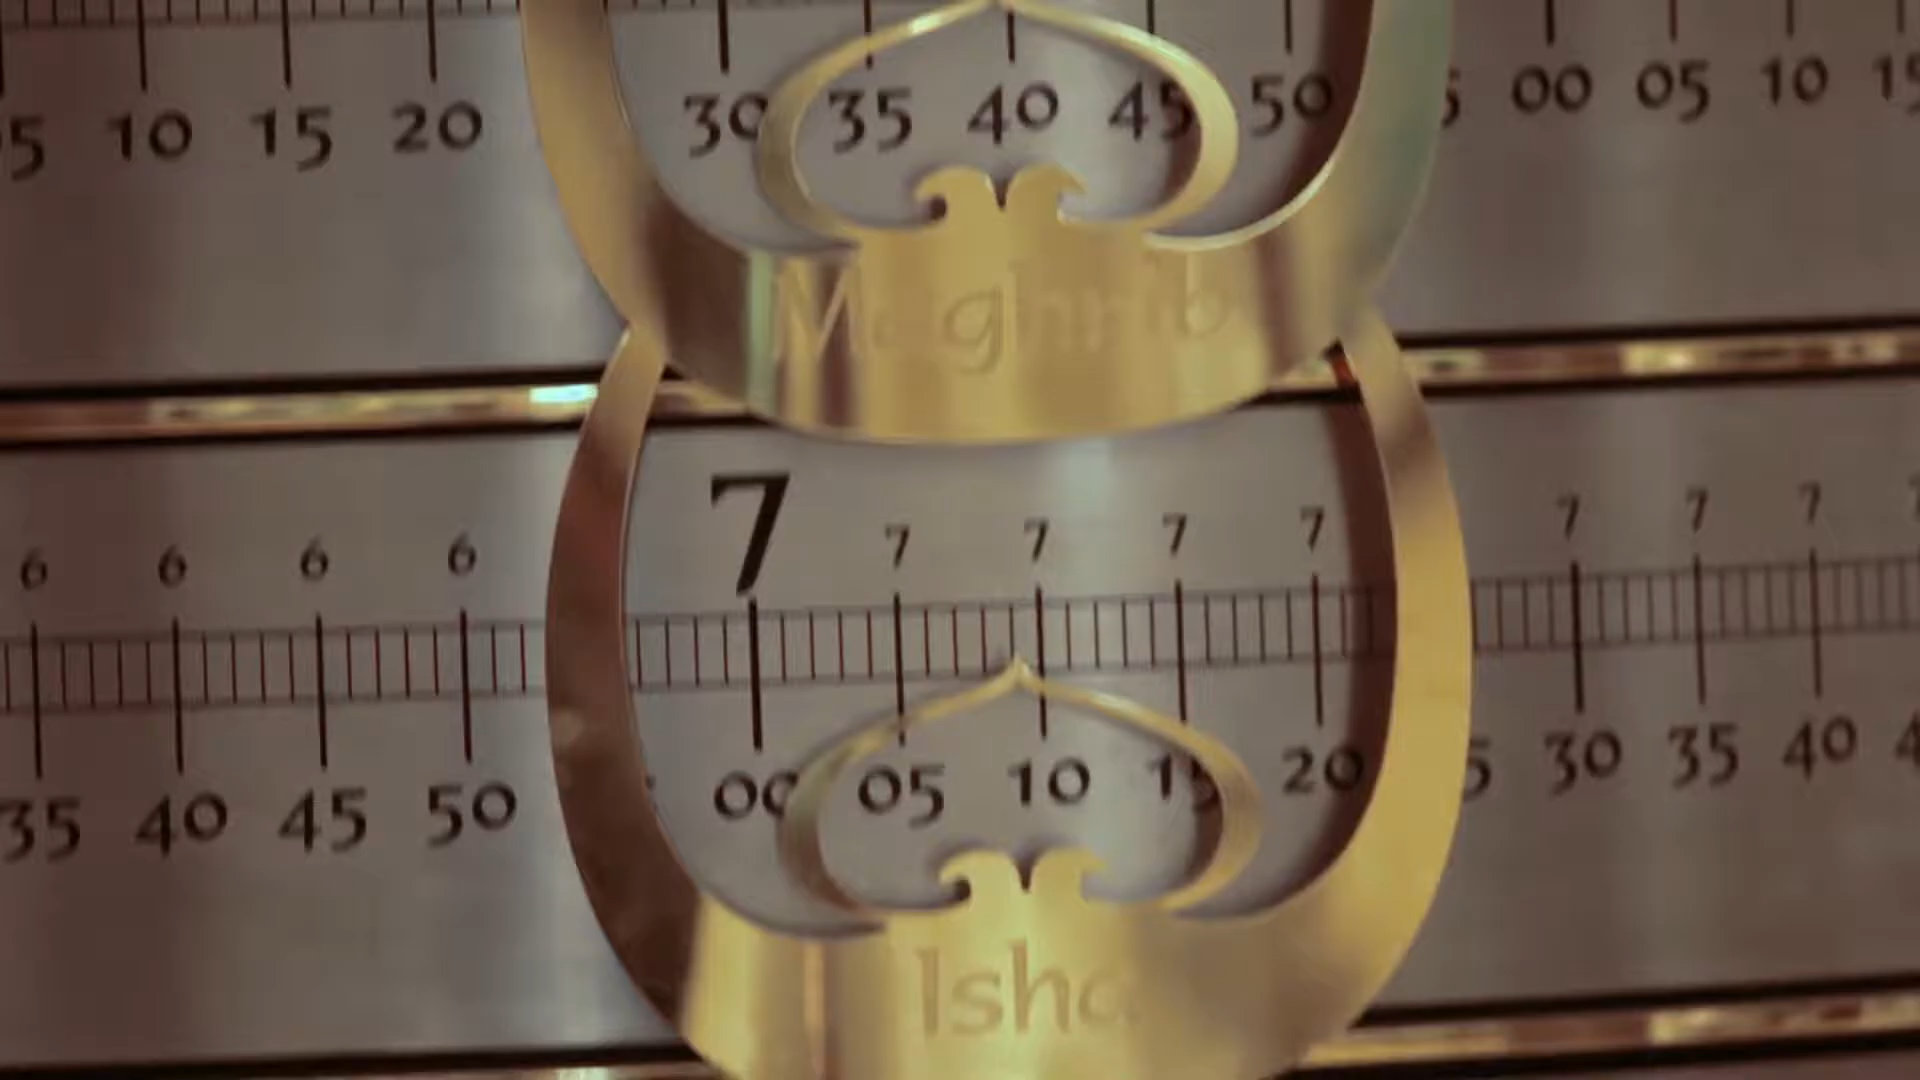 10 15 20 30 35 40 45 50 00 05 10
Maghrib
7
6 6 6 6 7 7 7 7 7 7 7
35 40 45 50 00 05 10 15 20 30 35 40
Isha